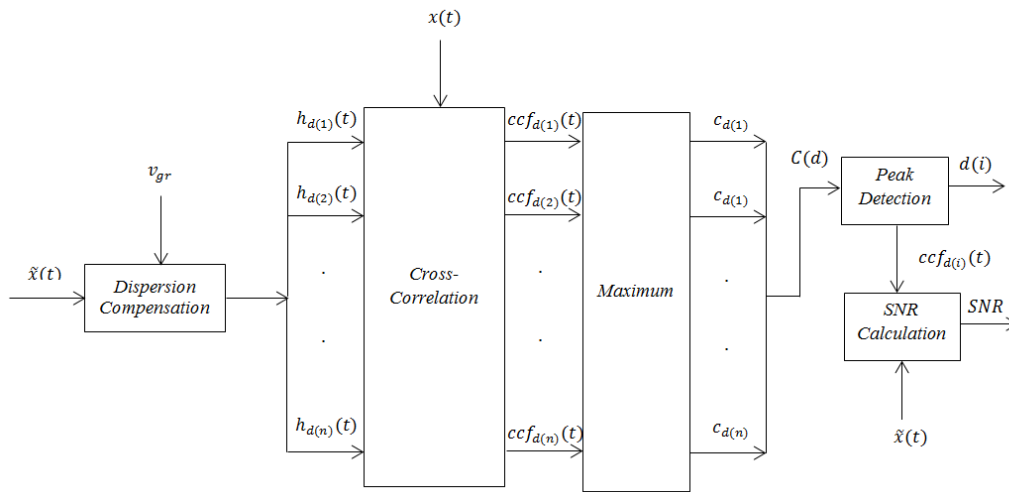 x(t)
h_{d(1)}(t)
ccf_{d(1)}(t)
c_{d(1)}
v_{gr}
h_{d(2)}(t)
ccf_{d(2)}(t)
c_{d(1)}
C(d)
Peak
Detection
d(i)
x̃(t)
Dispersion
Compensation
.
.
Cross-
Correlation
.
.
Maximum
.
.
ccf_{d(i)}(t)
SNR
Calculation
SNR
h_{d(n)}(t)
ccf_{d(n)}(t)
c_{d(n)}
x̃(t)